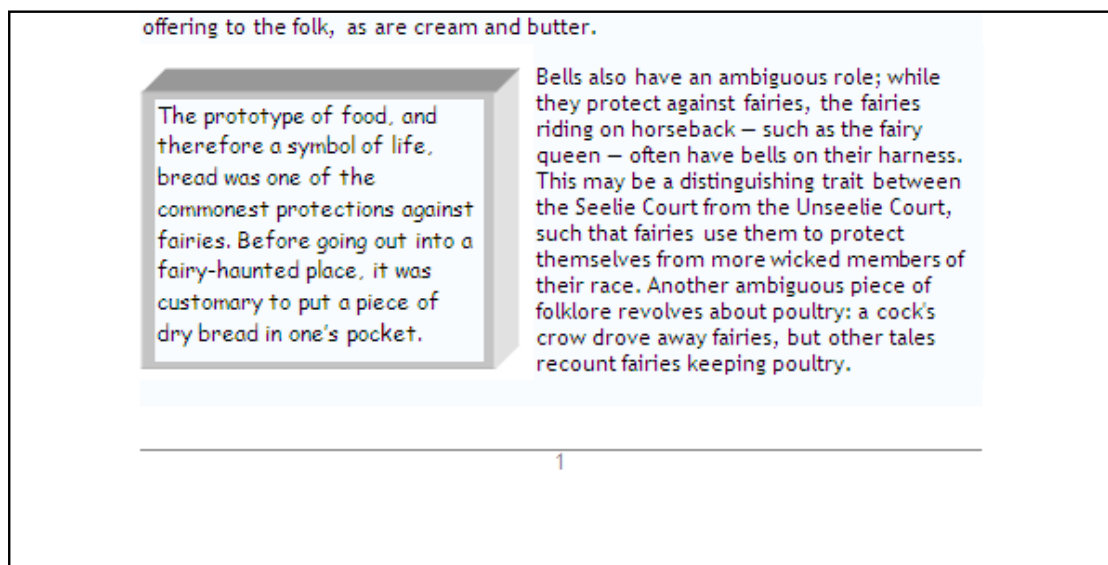 offering to the folk, as are cream and butter.
The prototype of food, and
therefore a symbol of life,
bread was one of the
commonest protections against
fairies. Before going out into a
fairy-haunted place, it was
customary to put a piece of
dry bread in one's pocket.
Bells also have an ambiguous role; while
they protect against fairies, the fairies
riding on horseback — such as the fairy
queen — often have bells on their harness.
This may be a distinguishing trait between
the Seelie Court from the Unseelie Court,
such that fairies use them to protect
themselves from more wicked members of
their race. Another ambiguous piece of
folklore revolves about poultry: a cock's
crow drove away fairies, but other tales
recount fairies keeping poultry.
1